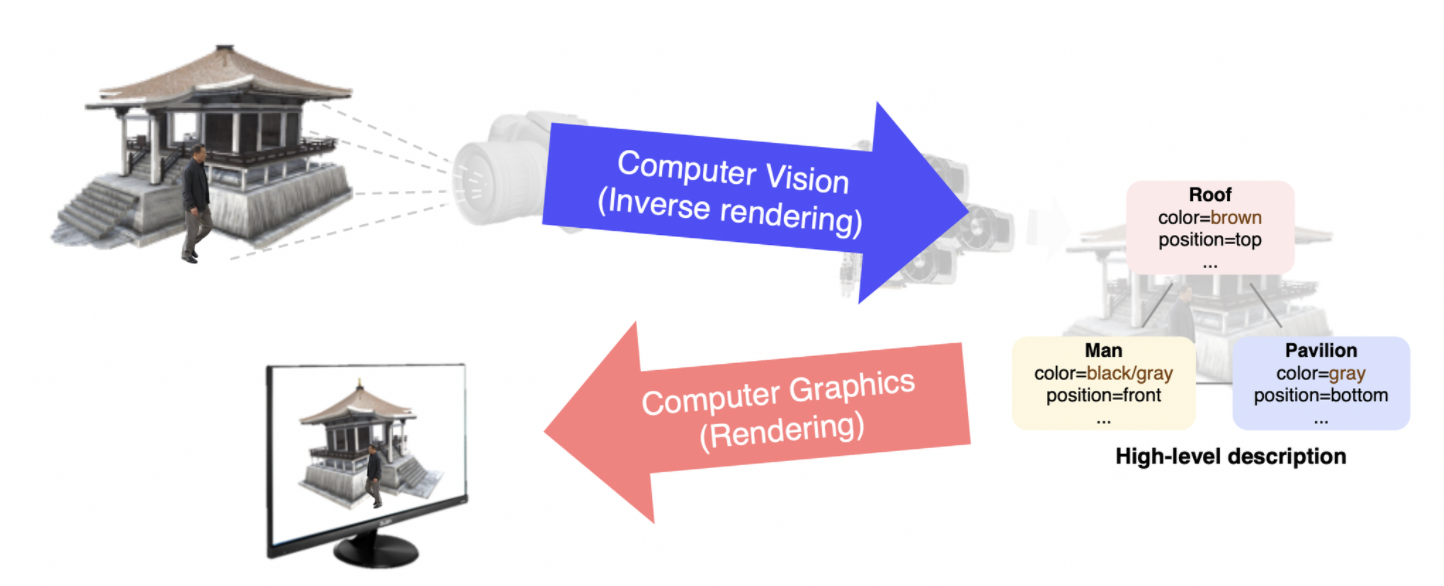 Computer Vision
(Inverse rendering)
Roof
color=brown
position=top
...
Man
color=black/gray
position=front
...
Pavilion
color=gray
position=bottom
...
High-level description
Computer Graphics
(Rendering)